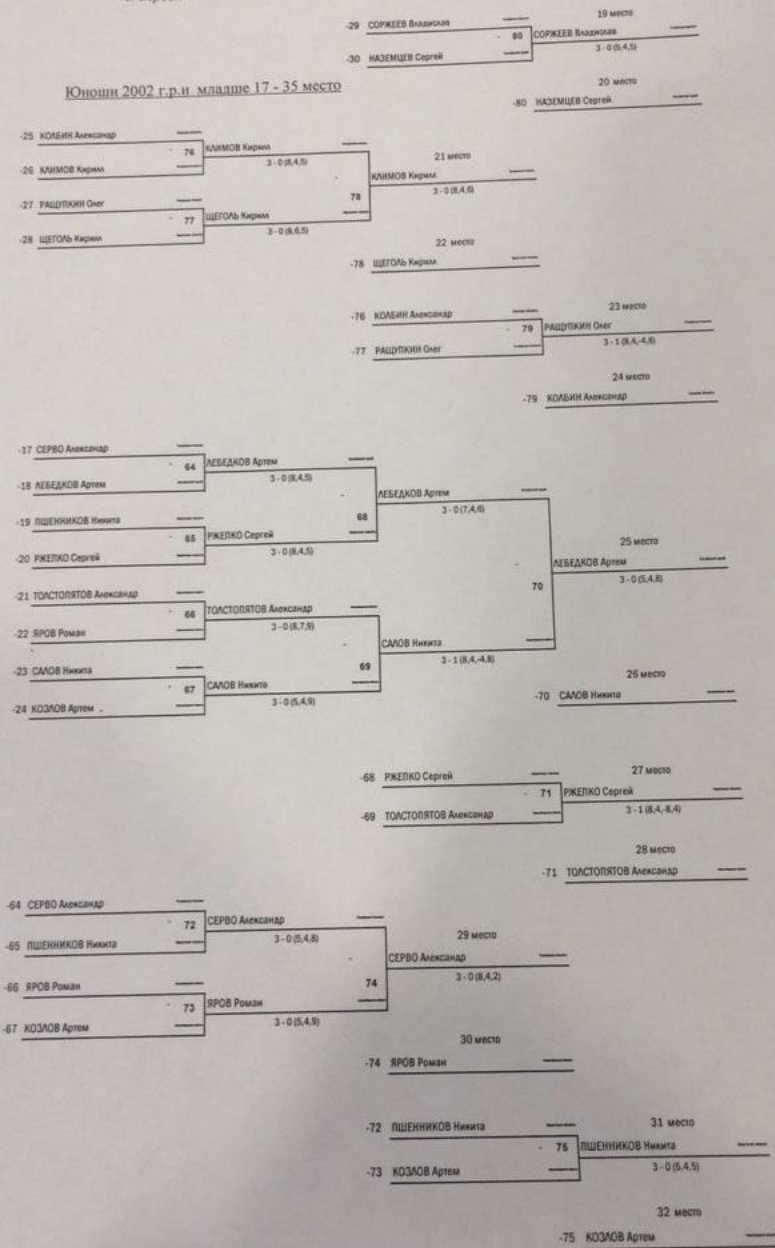 19 место
-29 СОРЖЕЕВ Владислав
80 СОРЖЕЕВ Владислав
3 - 0 (5,4,5)
-30 НАЗЕМЦЕВ Сергей
20 место
-80 НАЗЕМЦЕВ Сергей
Юноши 2002 г.р.и младше 17 - 35 место
-25 КОЛБИН Александр
76 КЛИМОВ Кирилл
3 - 0 (8,4,5)
-26 КЛИМОВ Кирилл
21 место
78 КЛИМОВ Кирилл
3 - 0 (8,4,6)
-27 РАЩУПКИН Олег
77 ЩЕГОЛЬ Кирилл
3 - 0 (8,6,5)
-28 ЩЕГОЛЬ Кирилл
22 место
-78 ЩЕГОЛЬ Кирилл
23 место
-76 КОЛБИН Александр
79 РАЩУПКИН Олег
3 - 1 (8,4,-4,8)
-77 РАЩУПКИН Олег
24 место
-79 КОЛБИН Александр
-17 СЕРВО Александр
64 ЛЕБЕДКОВ Артем
3 - 0 (8,4,5)
-18 ЛЕБЕДКОВ Артем
68 ЛЕБЕДКОВ Артем
3 - 0 (7,4,6)
-19 ПШЕННИКОВ Никита
65 РЖЕПКО Сергей
3 - 0 (8,4,5)
-20 РЖЕПКО Сергей
25 место
70 ЛЕБЕДКОВ Артем
3 - 0 (5,4,8)
-21 ТОЛСТОПЯТОВ Александр
66 ТОЛСТОПЯТОВ Александр
3 - 0 (8,7,9)
-22 ЯРОВ Роман
69 САЛОВ Никита
3 - 1 (8,4,-4,8)
-23 САЛОВ Никита
67 САЛОВ Никита
3 - 0 (5,4,9)
-24 КОЗЛОВ Артем
26 место
-70 САЛОВ Никита
27 место
-68 РЖЕПКО Сергей
71 РЖЕПКО Сергей
3 - 1 (8,4,-8,4)
-69 ТОЛСТОПЯТОВ Александр
28 место
-71 ТОЛСТОПЯТОВ Александр
-64 СЕРВО Александр
72 СЕРВО Александр
3 - 0 (5,4,8)
-65 ПШЕННИКОВ Никита
29 место
74 СЕРВО Александр
3 - 0 (8,4,2)
-66 ЯРОВ Роман
73 ЯРОВ Роман
3 - 0 (5,4,9)
-67 КОЗЛОВ Артем
30 место
-74 ЯРОВ Роман
31 место
-72 ПШЕННИКОВ Никита
75 ПШЕННИКОВ Никита
3 - 0 (5,4,5)
-73 КОЗЛОВ Артем
32 место
-75 КОЗЛОВ Артем